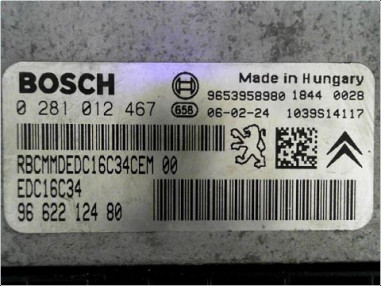 BOSCH
Made in Hungary
9653958980 1844 0028
0 281 012 467
658 06-02-24 1039S14117
RBCMMDEDC16C34CEM 00
EDC16C34
96 622 124 80